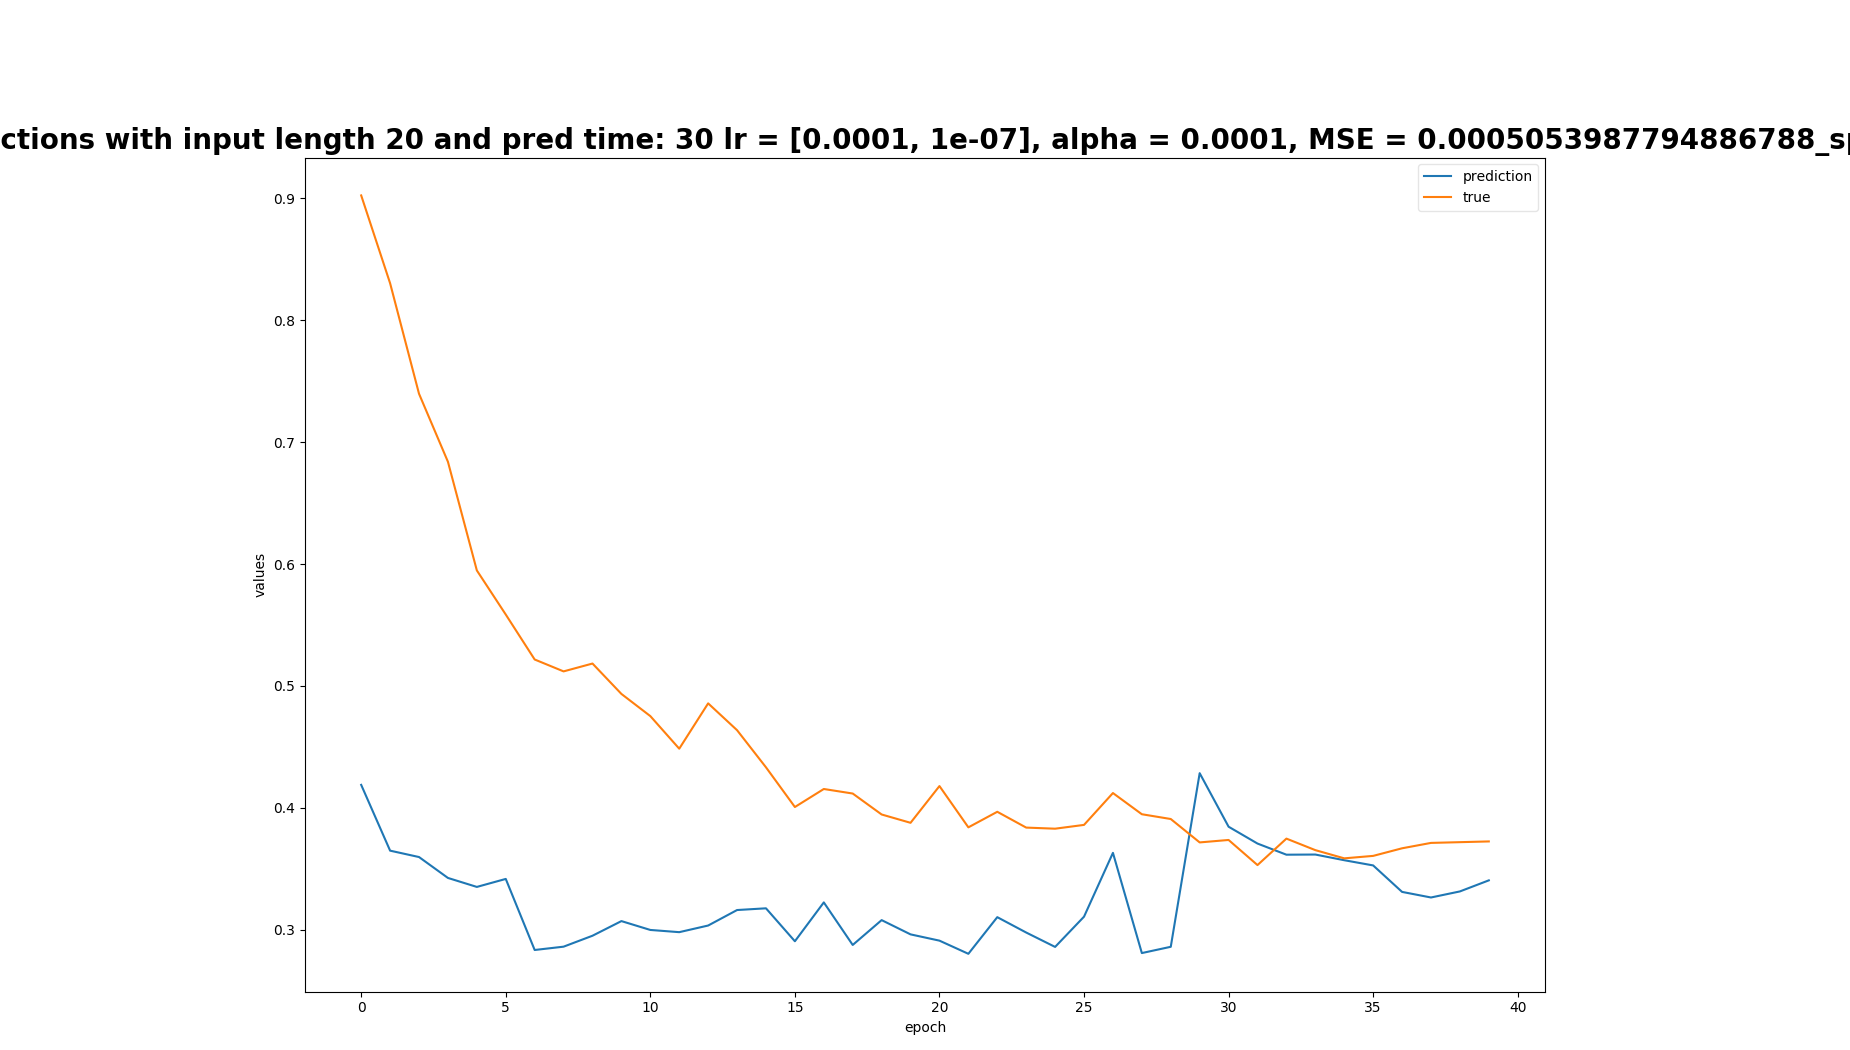 ctions with input length 20 and pred time: 30 lr = [0.0001, 1e-07], alpha = 0.0001, MSE = 0.0005053987794886788_sp
prediction
true
0.9
0.8
0.7
0.6
0.5
0.4
0.3
values
0 5 10 15 20 25 30 35 40
epoch